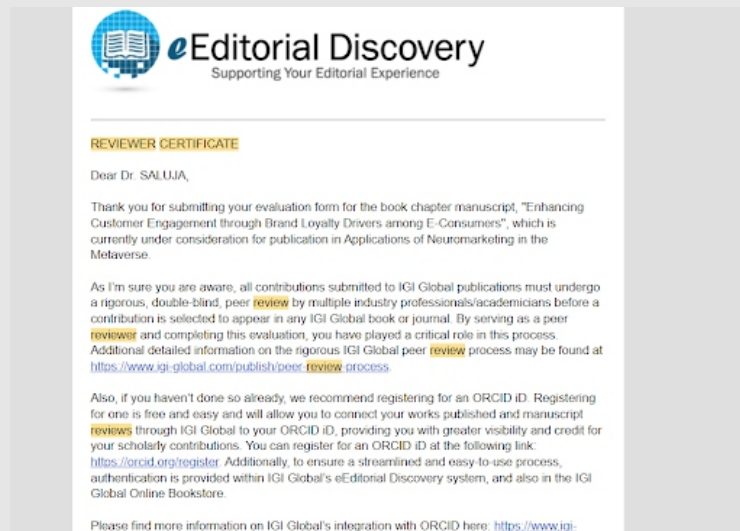 eEditorial Discovery
Supporting Your Editorial Experience
REVIEWER CERTIFICATE
Dear Dr. SALUJA,
Thank you for submitting your evaluation form for the book chapter manuscript, "Enhancing
Customer Engagement through Brand Loyalty Drivers among E-Consumers", which is
currently under consideration for publication in Applications of Neuromarketing in the
Metaverse.
As I'm sure you are aware, all contributions submitted to IGI Global publications must undergo
a rigorous, double-blind, peer review by multiple industry professionals/academicians before a
contribution is selected to appear in any IGI Global book or journal. By serving as a peer
reviewer and completing this evaluation, you have played a critical role in this process.
Additional detailed information on the rigorous IGI Global peer review process may be found at
https://www.igi-global.com/publish/peer-review-process.
Also, if you haven't done so already, we recommend registering for an ORCID iD. Registering
for one is free and easy and will allow you to connect your works published and manuscript
reviews through IGI Global to your ORCID iD, providing you with greater visibility and credit for
your scholarly contributions. You can register for an ORCID iD at the following link:
https://orcid.org/register. Additionally, to ensure a streamlined and easy-to-use process,
authentication is provided within IGI Global's eEditorial Discovery system, and also in the IGI
Global Online Bookstore.
Please find more information on IGI Global's integration with ORCID here: https://www.igi-